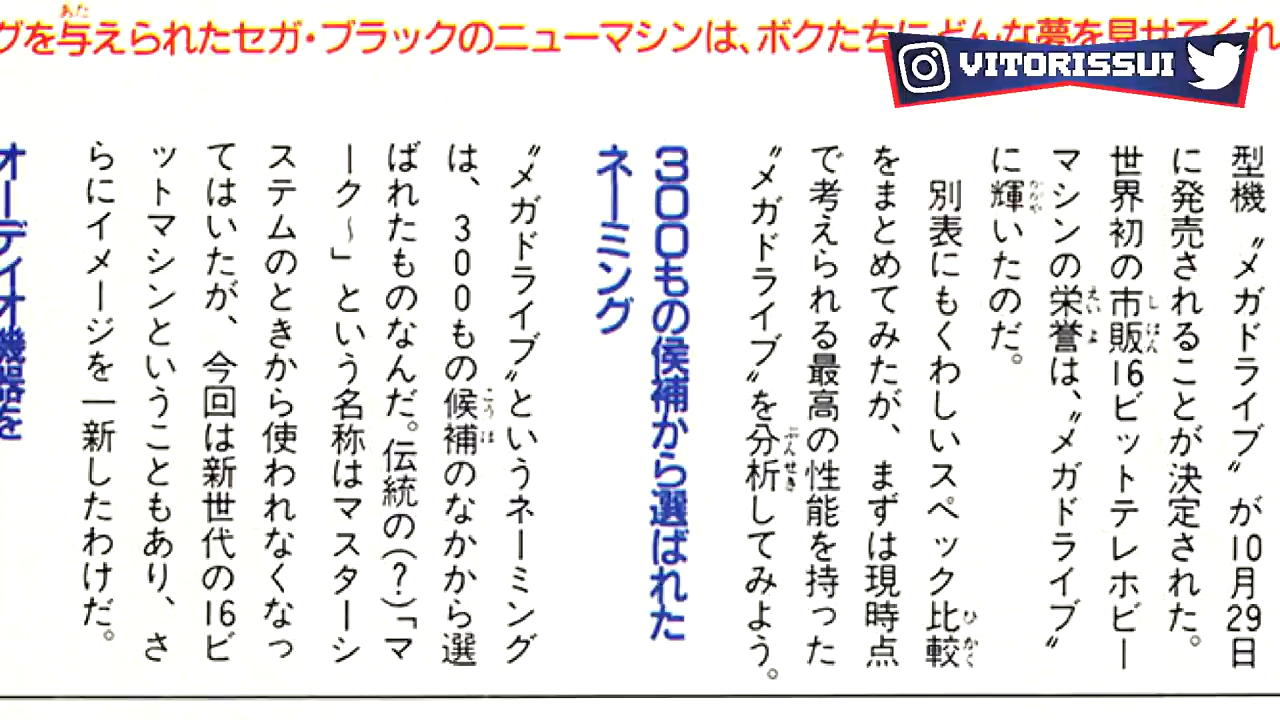 グを与えられたセガ・ブラックのニューマシンは、ボクたちにどんな夢を見せてくれ
VITORISSUI
型機〝メガドライブ〟が10月29日
に発売されることが決定された。
世界初の市販16ビットテレホビー
マシンの栄誉は、〝メガドライブ〟
に輝いたのだ。
別表にもくわしいスペック比較
をまとめてみたが、まずは現時点
で考えられる最高の性能を持った
〝メガドライブ〟を分析してみよう。
300もの候補から選ばれた
ネーミング
〝メガドライブ〟というネーミング
は、300もの候補のなかから選
ばれたものなんだ。伝統の(?)「マ
ーク〜」という名称はマスターシ
ステムのときから使われなくなっ
てはいたが、今回は新世代の16ビ
ットマシンということもあり、さ
らにイメージを一新したわけだ。
オーディオ機器を